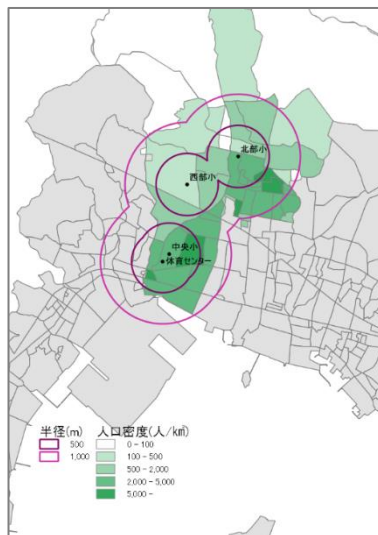 北部小
西部小
中央小
体育センター
半径(m)
500
1,000
人口密度(人/k㎡)
0 - 100
100 - 500
500 - 2,000
2,000 - 5,000
5,000 -